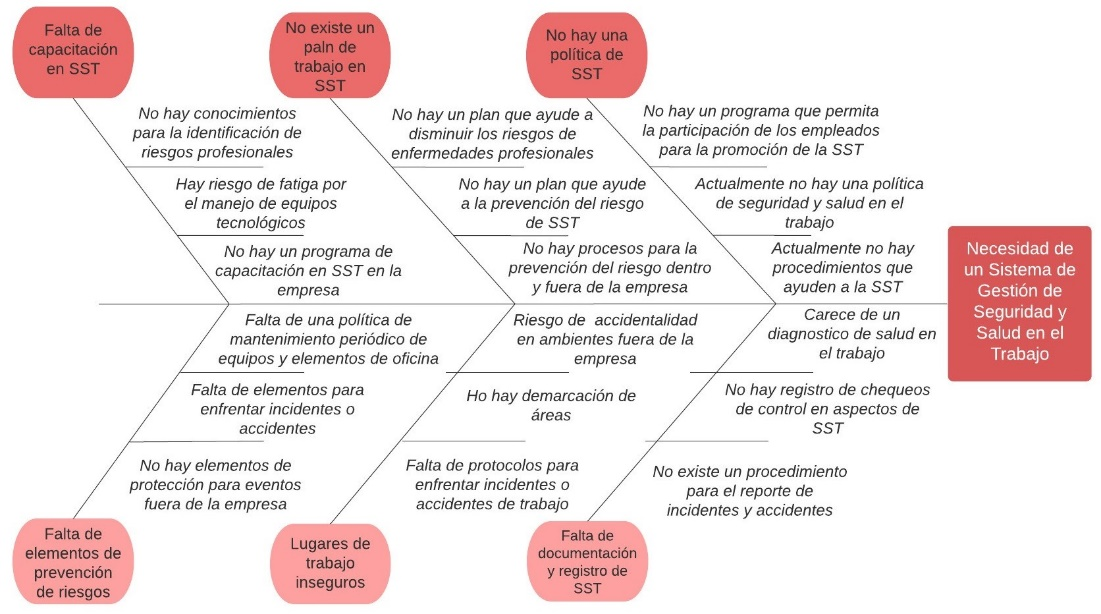 Falta de
capacitación
en SST
No existe un
paln de
trabajo en
SST
No hay una
política de
SST
No hay conocimientos
para la identificación de
riesgos profesionales
Hay riesgo de fatiga por
el manejo de equipos
tecnológicos
No hay un programa de
capacitación en SST en la
empresa
No hay un plan que ayude a
disminuir los riesgos de
enfermedades profesionales
No hay un plan que ayude
a la prevención del riesgo
de SST
No hay procesos para la
prevención del riesgo dentro
y fuera de la empresa
No hay un programa que permita
la participación de los empleados
para la promoción de la SST
Actualmente no hay una política
de seguridad y salud en el
trabajo
Actualmente no hay
procedimientos que
ayuden a la SST
Necesidad de
un Sistema de
Gestión de
Seguridad y
Salud en el
Trabajo
Falta de una política de
mantenimiento periódico de
equipos y elementos de oficina
Falta de elementos para
enfrentar incidentes o
accidentes
No hay elementos de
protección para eventos
fuera de la empresa
Riesgo de accidentalidad
en ambientes fuera de la
empresa
Ho hay demarcación de
áreas
Falta de protocolos para
enfrentar incidentes o
accidentes de trabajo
Carece de un
diagnostico de salud en
el trabajo
No hay registro de chequeos
de control en aspectos de
SST
No existe un procedimiento
para el reporte de
incidentes y accidentes
Falta de
elementos de
prevención
de riesgos
Lugares de
trabajo
inseguros
Falta de
documentación
y registro de
SST